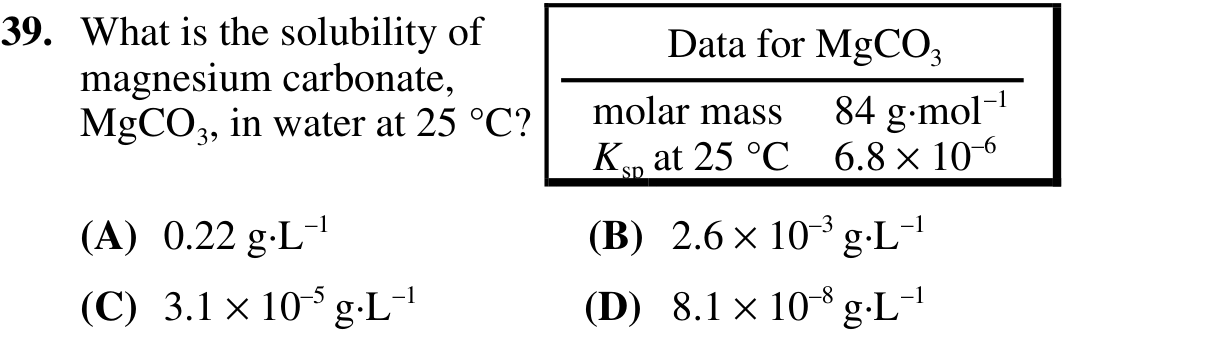 39. What is the solubility of
magnesium carbonate,
MgCO₃, in water at 25 °C?
Data for MgCO₃
molar mass 84 g·mol⁻¹
Kₛₚ at 25 °C 6.8 × 10⁻⁶
(A) 0.22 g·L⁻¹ (B) 2.6 × 10⁻³ g·L⁻¹
(C) 3.1 × 10⁻⁵ g·L⁻¹ (D) 8.1 × 10⁻⁸ g·L⁻¹